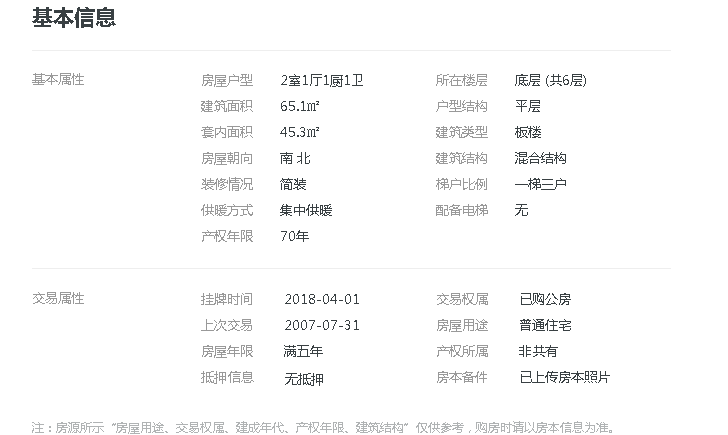 基本信息
基本属性 房屋户型 2室1厅1厨1卫 所在楼层 底层 (共6层)
建筑面积 65.1㎡ 户型结构 平层
套内面积 45.3㎡ 建筑类型 板楼
房屋朝向 南 北 建筑结构 混合结构
装修情况 简装 梯户比例 一梯三户
供暖方式 集中供暖 配备电梯 无
产权年限 70年
交易属性 挂牌时间 2018-04-01 交易权属 已购公房
上次交易 2007-07-31 房屋用途 普通住宅
房屋年限 满五年 产权所属 非共有
抵押信息 无抵押 房本备件 已上传房本照片
注：房源所示“房屋用途、交易权属、建成年代、产权年限、建筑结构”仅供参考，购房时请以房本信息为准。